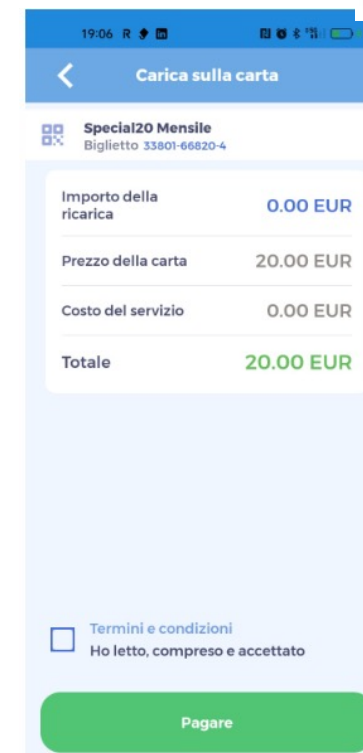 19:06 R
Carica sulla carta
Special20 Mensile
Biglietto 33801-66820-4
Importo della
ricarica
0.00 EUR
Prezzo della carta
20.00 EUR
Costo del servizio
0.00 EUR
Totale
20.00 EUR
Termini e condizioni
Ho letto, compreso e accettato
Pagare